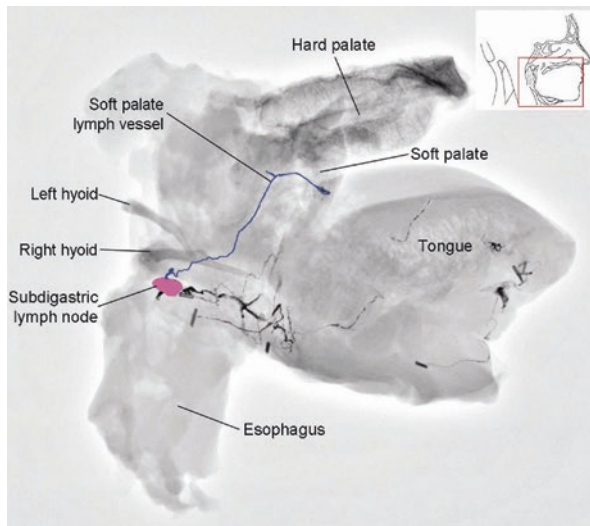 Hard palate
Soft palate
lymph vessel
Soft palate
Left hyoid
Tongue
Right hyoid
Subdigastric
lymph node
Esophagus